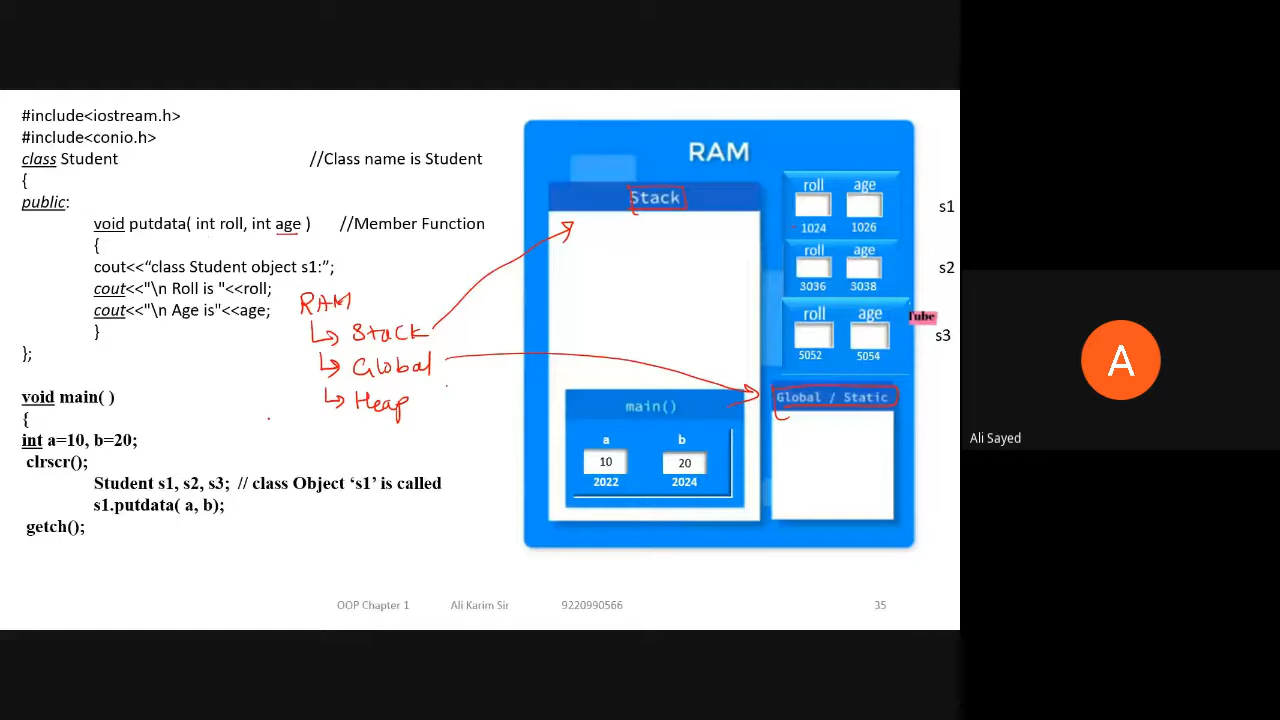 #include<iostream.h>
#include<conio.h>
class Student //Class name is Student
{
public:
void putdata( int roll, int age ) //Member Function
{
cout<<“class Student object s1:”;
cout<<"\n Roll is "<<roll;
cout<<"\n Age is"<<age;
}
};
void main( )
{
int a=10, b=20;
clrscr();
Student s1, s2, s3; // class Object ‘s1’ is called
s1.putdata( a, b);
getch();
RAM
Stack
Global
Heap
RAM
Stack
main()
a b
10 20
2022 2024
roll age
1024 1026
s1
roll age
3036 3038
s2
Tube
roll age
5052 5054
s3
Global / Static
OOP Chapter 1 Ali Karim Sir 9220990566 35
A
Ali Sayed